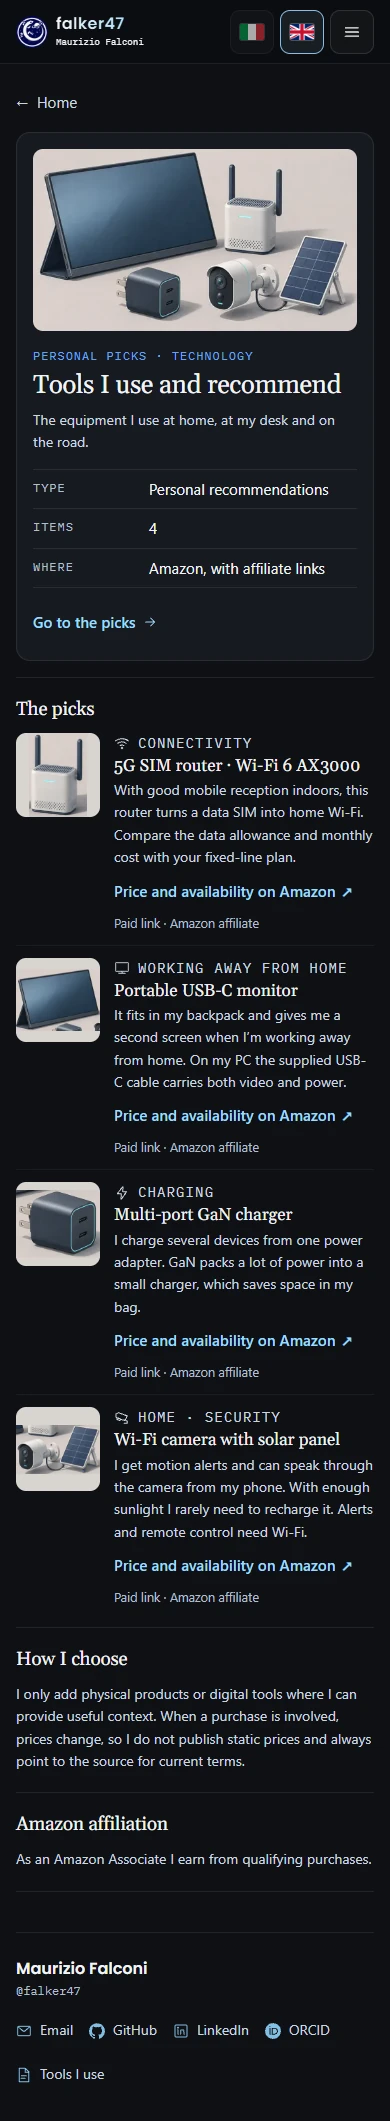 falker47
Maurizio Falconi
← Home
PERSONAL PICKS · TECHNOLOGY
Tools I use and recommend
The equipment I use at home, at my desk and on
the road.
TYPE Personal recommendations
ITEMS 4
WHERE Amazon, with affiliate links
Go to the picks →
The picks
CONNECTIVITY
5G SIM router · Wi-Fi 6 AX3000
With good mobile reception indoors, this
router turns a data SIM into home Wi-Fi.
Compare the data allowance and monthly
cost with your fixed-line plan.
Price and availability on Amazon ↗
Paid link · Amazon affiliate
WORKING AWAY FROM HOME
Portable USB-C monitor
It fits in my backpack and gives me a
second screen when I’m working away
from home. On my PC the supplied USB-
C cable carries both video and power.
Price and availability on Amazon ↗
Paid link · Amazon affiliate
CHARGING
Multi-port GaN charger
I charge several devices from one power
adapter. GaN packs a lot of power into a
small charger, which saves space in my
bag.
Price and availability on Amazon ↗
Paid link · Amazon affiliate
HOME · SECURITY
Wi-Fi camera with solar panel
I get motion alerts and can speak through
the camera from my phone. With enough
sunlight I rarely need to recharge it. Alerts
and remote control need Wi-Fi.
Price and availability on Amazon ↗
Paid link · Amazon affiliate
How I choose
I only add physical products or digital tools where I can
provide useful context. When a purchase is involved,
prices change, so I do not publish static prices and always
point to the source for current terms.
Amazon affiliation
As an Amazon Associate I earn from qualifying purchases.
Maurizio Falconi
@falker47
Email GitHub LinkedIn ORCID
Tools I use